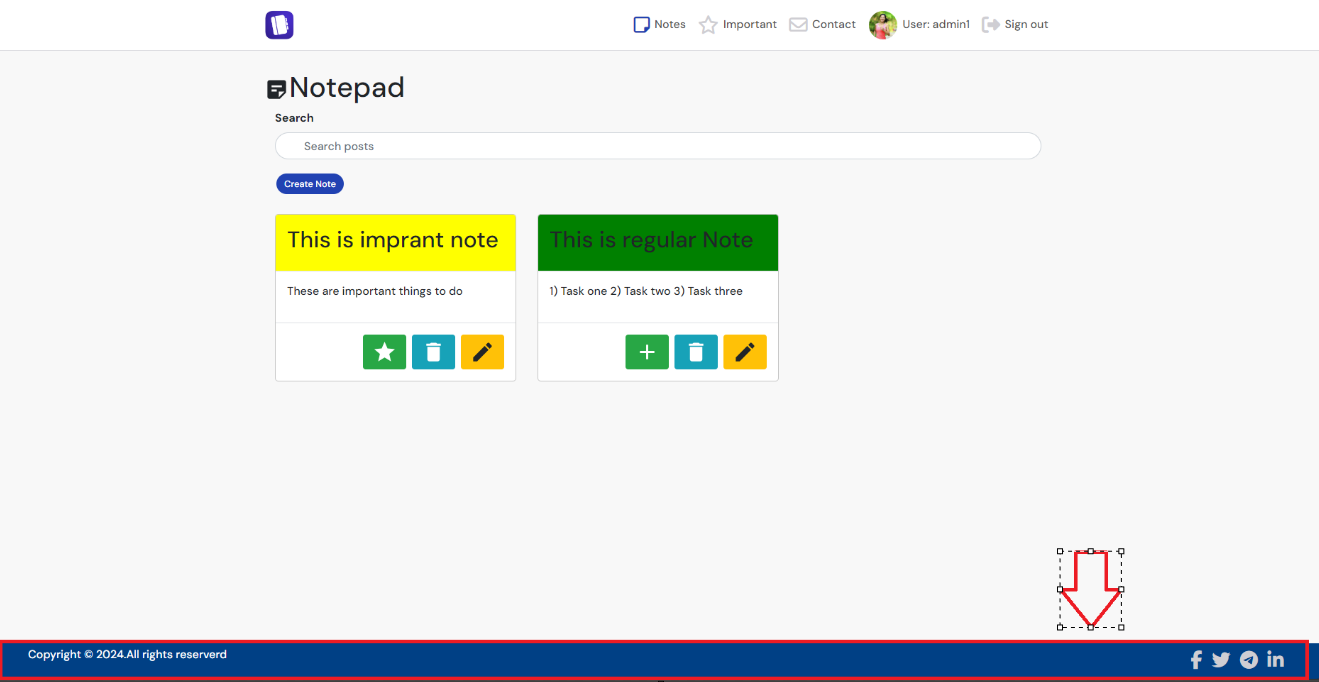 Notes Important Contact User: admin1 Sign out
Notepad
Search
Search posts
Create Note
This is imprant note
These are important things to do
This is regular Note
1) Task one 2) Task two 3) Task three
Copyright © 2024.All rights reserverd